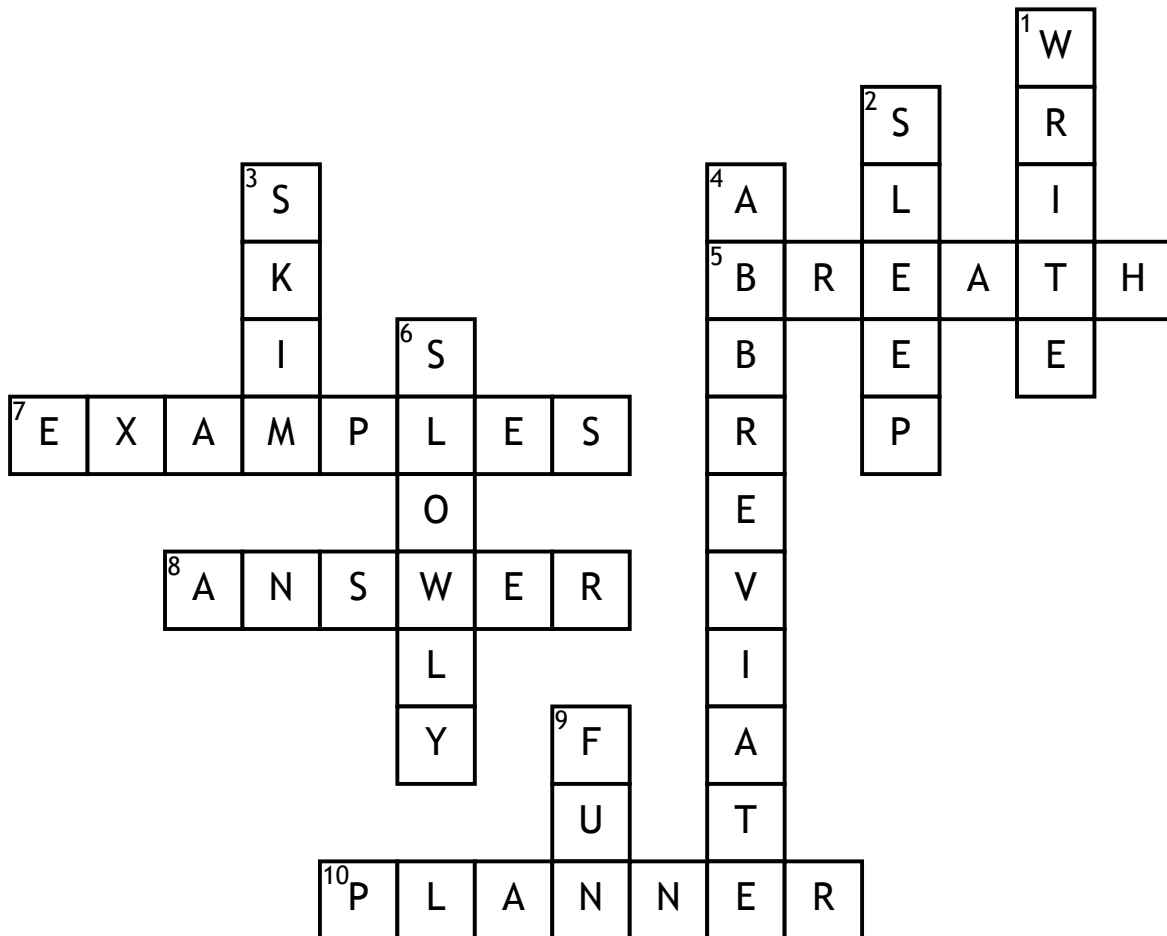 1 W
2 S R
3 S 4 A L I
K 5 B R E A T H
I 6 S B E E
7 E X A M P L E S R P
O E
8 A N S W E R V
L I
Y 9 F A
U T
10 P L A N N E R